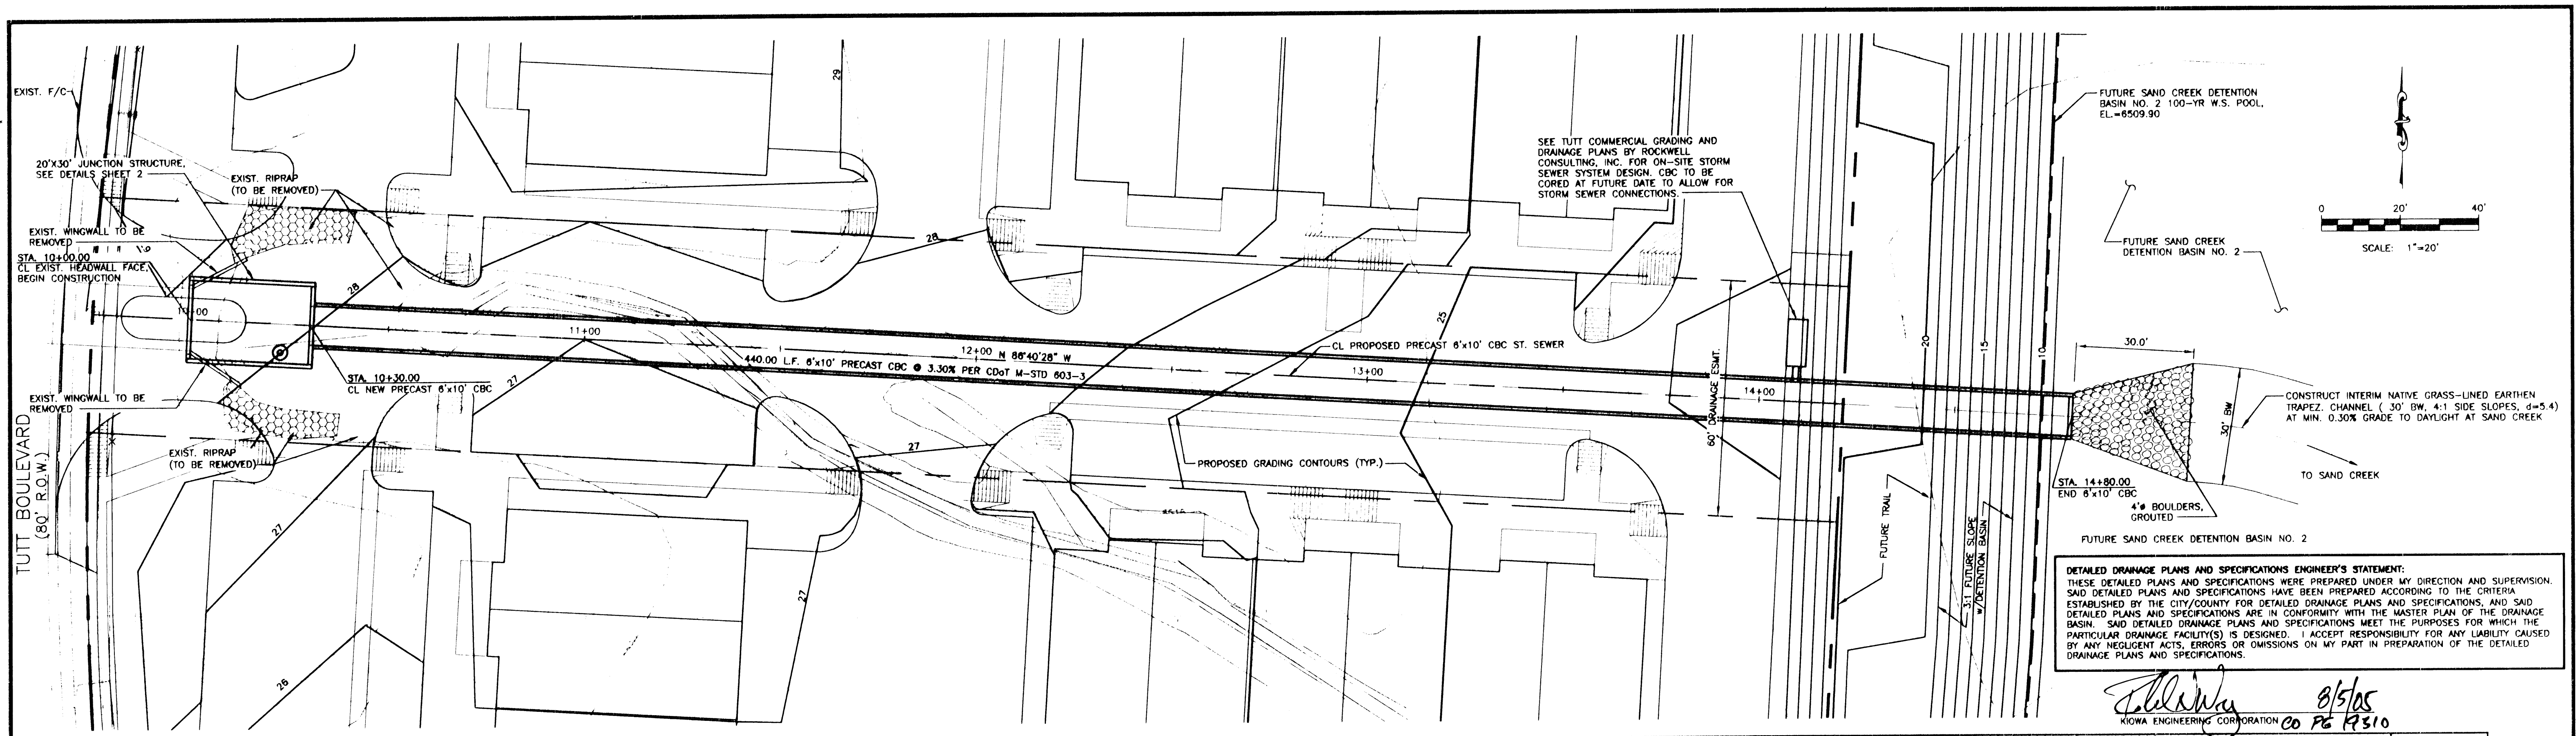 EXIST. F/C
20'X30' JUNCTION STRUCTURE,
SEE DETAILS SHEET 2
EXIST. RIPRAP
(TO BE REMOVED)
EXIST. WINGWALL TO BE
REMOVED
STA. 10+00.00
CL EXIST. HEADWALL FACE,
BEGIN CONSTRUCTION
10+00
28
11+00
STA. 10+30.00
CL NEW PRECAST 6'x10' CBC
EXIST. WINGWALL TO BE
REMOVED
EXIST. RIPRAP
(TO BE REMOVED)
TUTT BOULEVARD
(80' R.O.W.)
27
26
27
27
27
29
28
440.00 L.F. 6'x10' PRECAST CBC @ 3.30% PER CDoT M-STD 603-3
12+00 N 86°40'28" W
CL PROPOSED PRECAST 6'x10' CBC ST. SEWER
13+00
25
PROPOSED GRADING CONTOURS (TYP.)
SEE TUTT COMMERCIAL GRADING AND
DRAINAGE PLANS BY ROCKWELL
CONSULTING, INC. FOR ON-SITE STORM
SEWER SYSTEM DESIGN. CBC TO BE
CORED AT FUTURE DATE TO ALLOW FOR
STORM SEWER CONNECTIONS.
60' DRAINAGE ESMT.
14+00
FUTURE TRAIL
20
15
10
3:1 FUTURE SLOPE
W/DETENTION BASIN
FUTURE SAND CREEK DETENTION
BASIN NO. 2 100-YR W.S. POOL,
EL.=6509.90
FUTURE SAND CREEK
DETENTION BASIN NO. 2
0 20' 40'
SCALE: 1"=20'
30.0'
30' BW
CONSTRUCT INTERIM NATIVE GRASS-LINED EARTHEN
TRAPEZ. CHANNEL ( 30' BW, 4:1 SIDE SLOPES, d=5.4)
AT MIN. 0.30% GRADE TO DAYLIGHT AT SAND CREEK
TO SAND CREEK
STA. 14+80.00
END 6'x10' CBC
4'ø BOULDERS,
GROUTED
FUTURE SAND CREEK DETENTION BASIN NO. 2
DETAILED DRAINAGE PLANS AND SPECIFICATIONS ENGINEER'S STATEMENT:
THESE DETAILED PLANS AND SPECIFICATIONS WERE PREPARED UNDER MY DIRECTION AND SUPERVISION.
SAID DETAILED PLANS AND SPECIFICATIONS HAVE BEEN PREPARED ACCORDING TO THE CRITERIA
ESTABLISHED BY THE CITY/COUNTY FOR DETAILED DRAINAGE PLANS AND SPECIFICATIONS, AND SAID
DETAILED PLANS AND SPECIFICATIONS ARE IN CONFORMITY WITH THE MASTER PLAN OF THE DRAINAGE
BASIN. SAID DETAILED DRAINAGE PLANS AND SPECIFICATIONS MEET THE PURPOSES FOR WHICH THE
PARTICULAR DRAINAGE FACILITY(S) IS DESIGNED. I ACCEPT RESPONSIBILITY FOR ANY LIABILITY CAUSED
BY ANY NEGLIGENT ACTS, ERRORS OR OMISSIONS ON MY PART IN PREPARATION OF THE DETAILED
DRAINAGE PLANS AND SPECIFICATIONS.
8/5/05
KIOWA ENGINEERING CORPORATION CO PE 19310